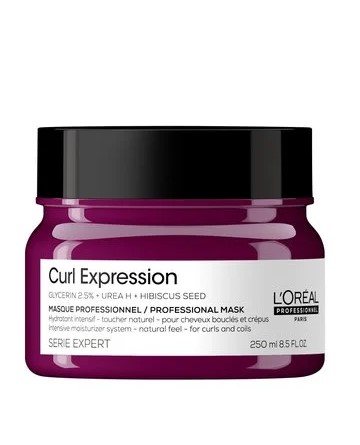 Curl Expression
GLYCERIN 2.5% + UREA H + HIBISCUS SEED
MASQUE PROFESSIONNEL / PROFESSIONAL MASK
Hydratant intensif - toucher naturel - pour cheveux bouclés et crépus
Intensive moisturizer system - natural feel - for curls and coils
SERIE EXPERT
L'ORÉAL
PROFESSIONNEL
PARIS
250 ml 8.5 FL.OZ.